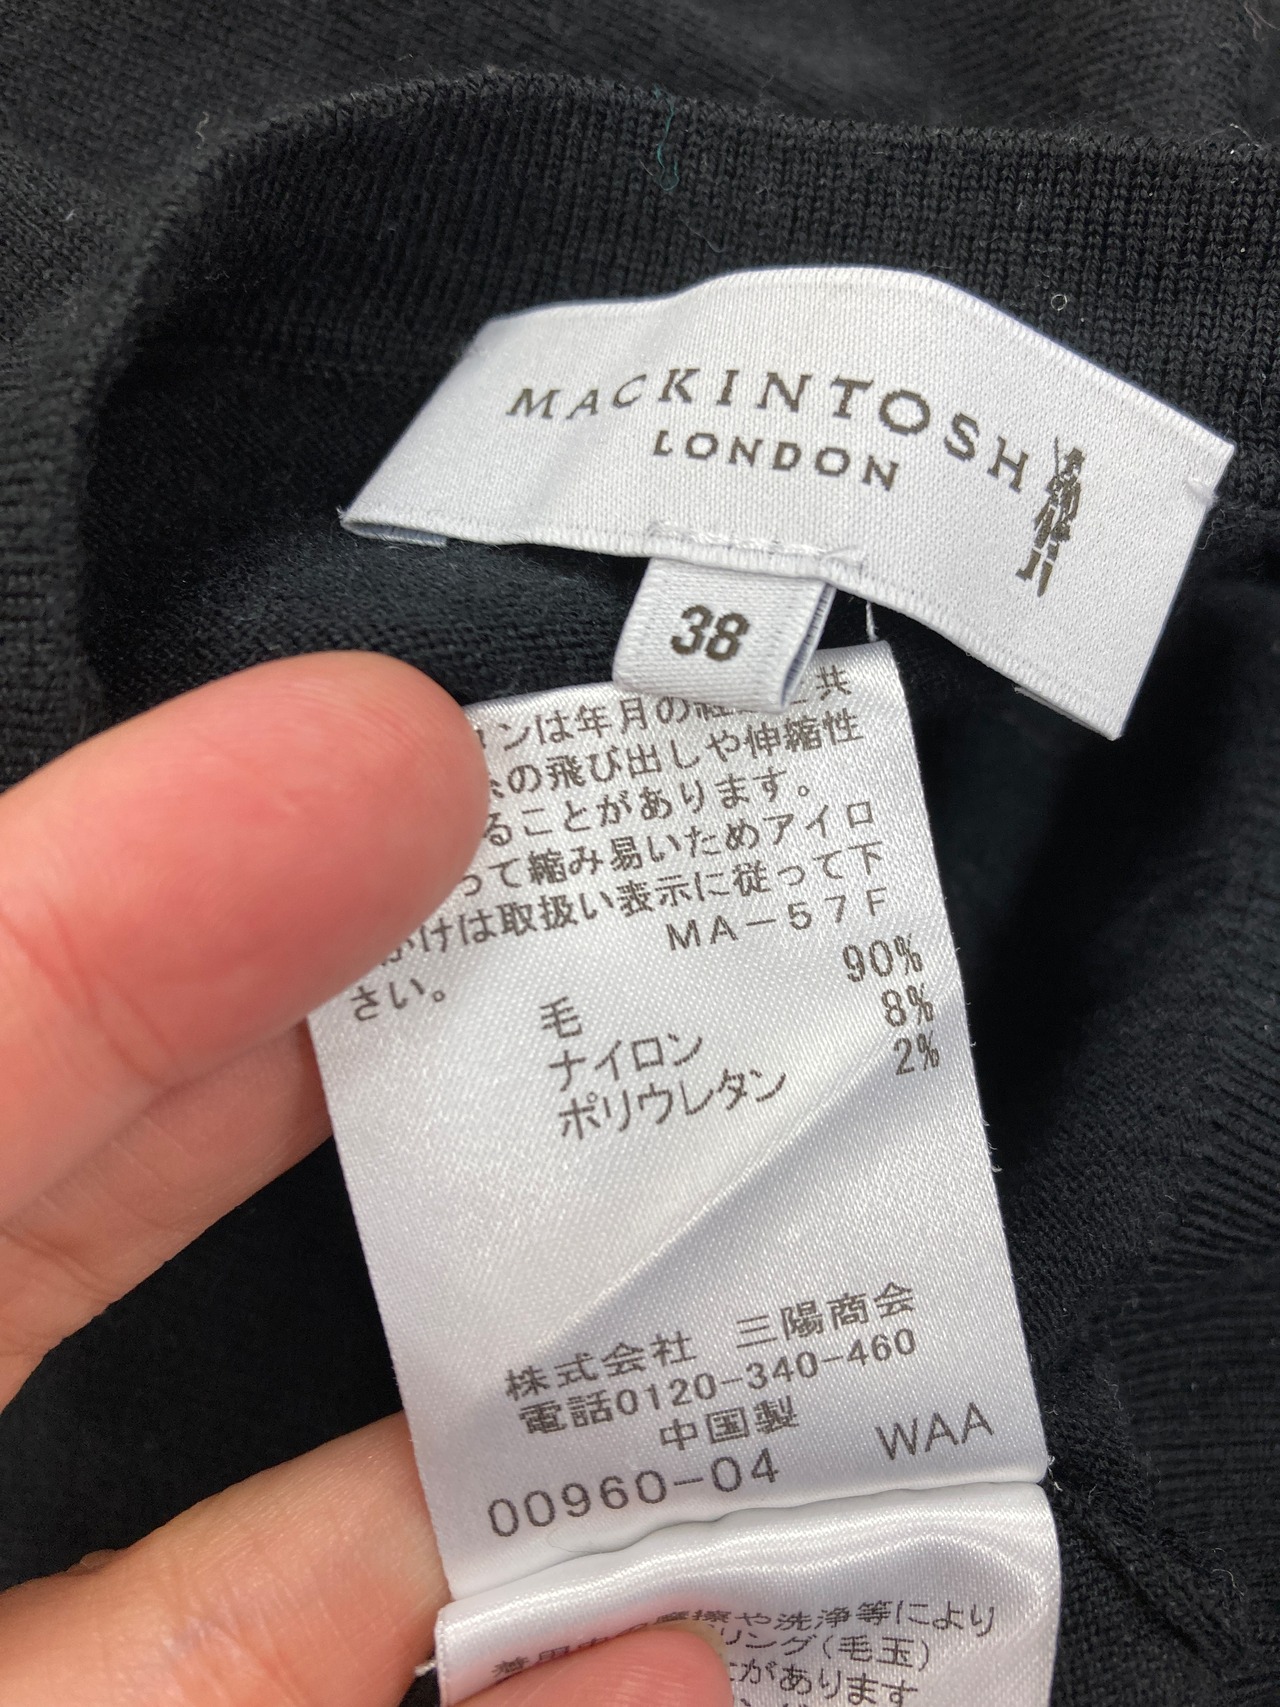 MACKINTOSH
LONDON
38
ンは年月の経 と共
の飛び出しや伸縮性
ることがあります。
って縮み易いためアイロ
かけは取扱い表示に従って下
さい。
MA-57F
毛 90%
ナイロン 8%
ポリウレタン 2%
株式会社 三陽商会
電話0120-340-460
中国製
00960-04 WAA
摩擦や洗浄等により
リング(毛玉)
があります